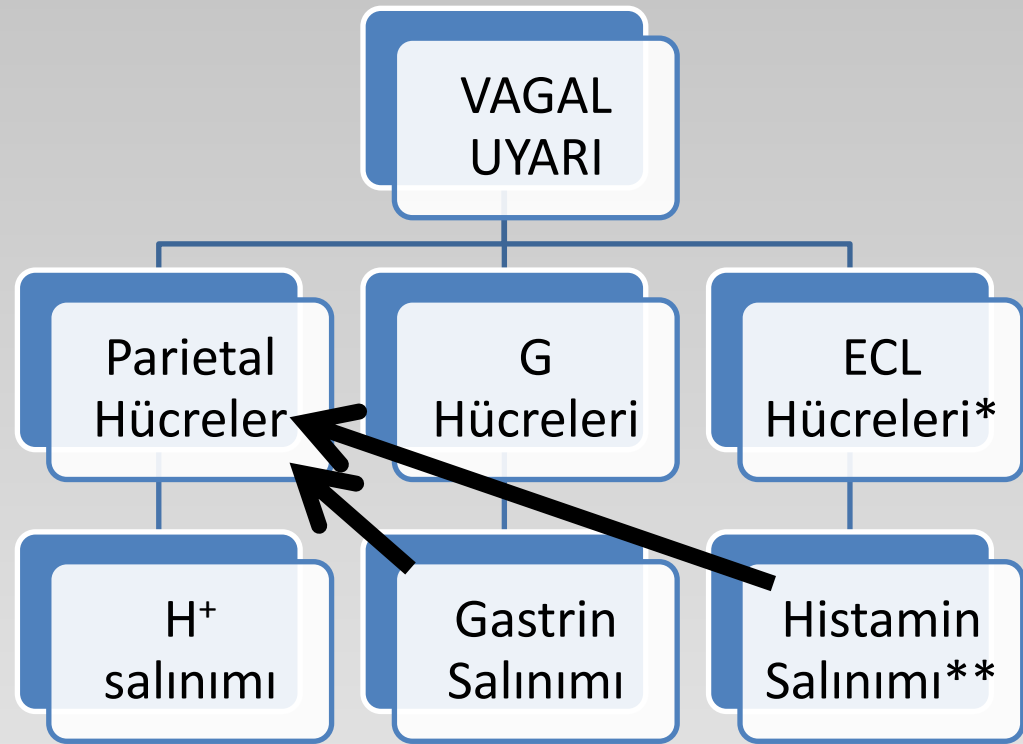 VAGAL
UYARI
Parietal
Hücreler
G
Hücreleri
ECL
Hücreleri*
H⁺
salınımı
Gastrin
Salınımı
Histamin
Salınımı**